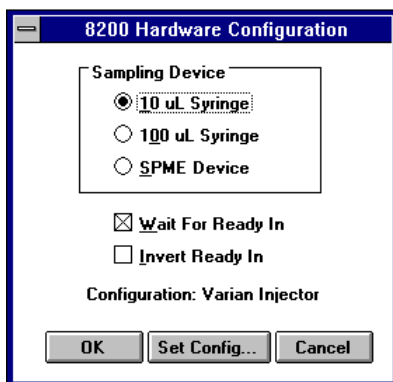 8200 Hardware Configuration
Sampling Device
10 uL Syringe
100 uL Syringe
SPME Device
Wait For Ready In
Invert Ready In
Configuration: Varian Injector
OK
Set Config...
Cancel